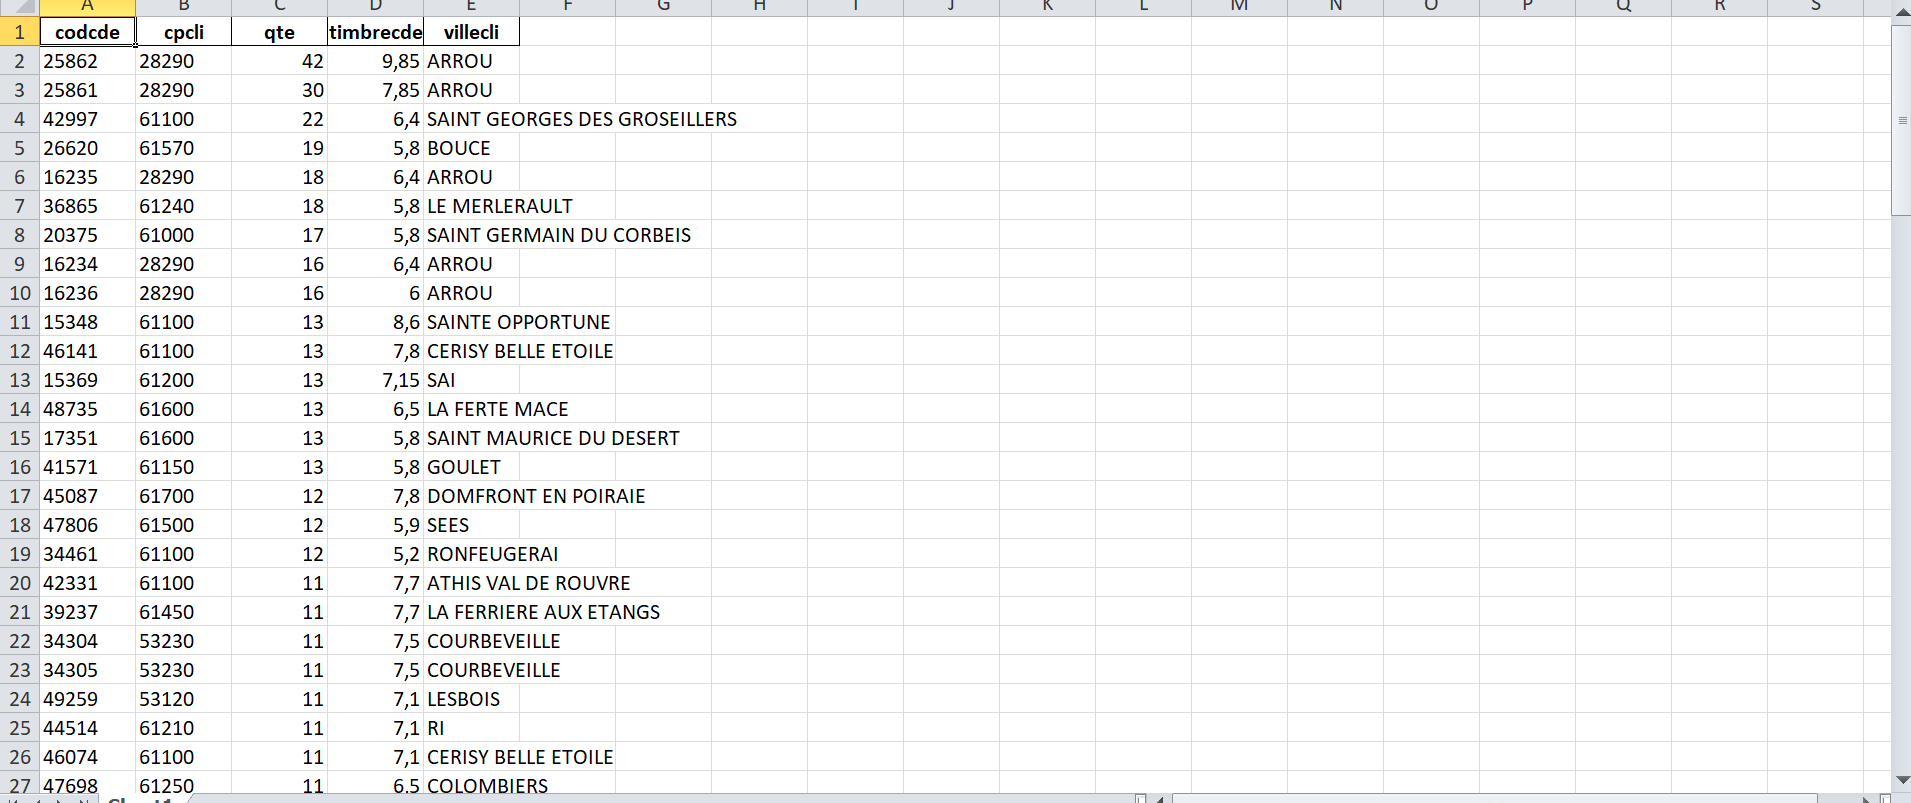 A B C D E F G H I J K L M N O P Q R S
1 codcde cpcli qte timbrecde villecli
2 25862 28290 42 9,85 ARROU
3 25861 28290 30 7,85 ARROU
4 42997 61100 22 6,4 SAINT GEORGES DES GROSEILLERS
5 26620 61570 19 5,8 BOUCE
6 16235 28290 18 6,4 ARROU
7 36865 61240 18 5,8 LE MERLERAULT
8 20375 61000 17 5,8 SAINT GERMAIN DU CORBEIS
9 16234 28290 16 6,4 ARROU
10 16236 28290 16 6 ARROU
11 15348 61100 13 8,6 SAINTE OPPORTUNE
12 46141 61100 13 7,8 CERISY BELLE ETOILE
13 15369 61200 13 7,15 SAI
14 48735 61600 13 6,5 LA FERTE MACE
15 17351 61600 13 5,8 SAINT MAURICE DU DESERT
16 41571 61150 13 5,8 GOULET
17 45087 61700 12 7,8 DOMFRONT EN POIRAIE
18 47806 61500 12 5,9 SEES
19 34461 61100 12 5,2 RONFEUGERAI
20 42331 61100 11 7,7 ATHIS VAL DE ROUVRE
21 39237 61450 11 7,7 LA FERRIERE AUX ETANGS
22 34304 53230 11 7,5 COURBEVEILLE
23 34305 53230 11 7,5 COURBEVEILLE
24 49259 53120 11 7,1 LESBOIS
25 44514 61210 11 7,1 RI
26 46074 61100 11 7,1 CERISY BELLE ETOILE
27 47698 61250 11 6,5 COLOMBIERS
Sheet1